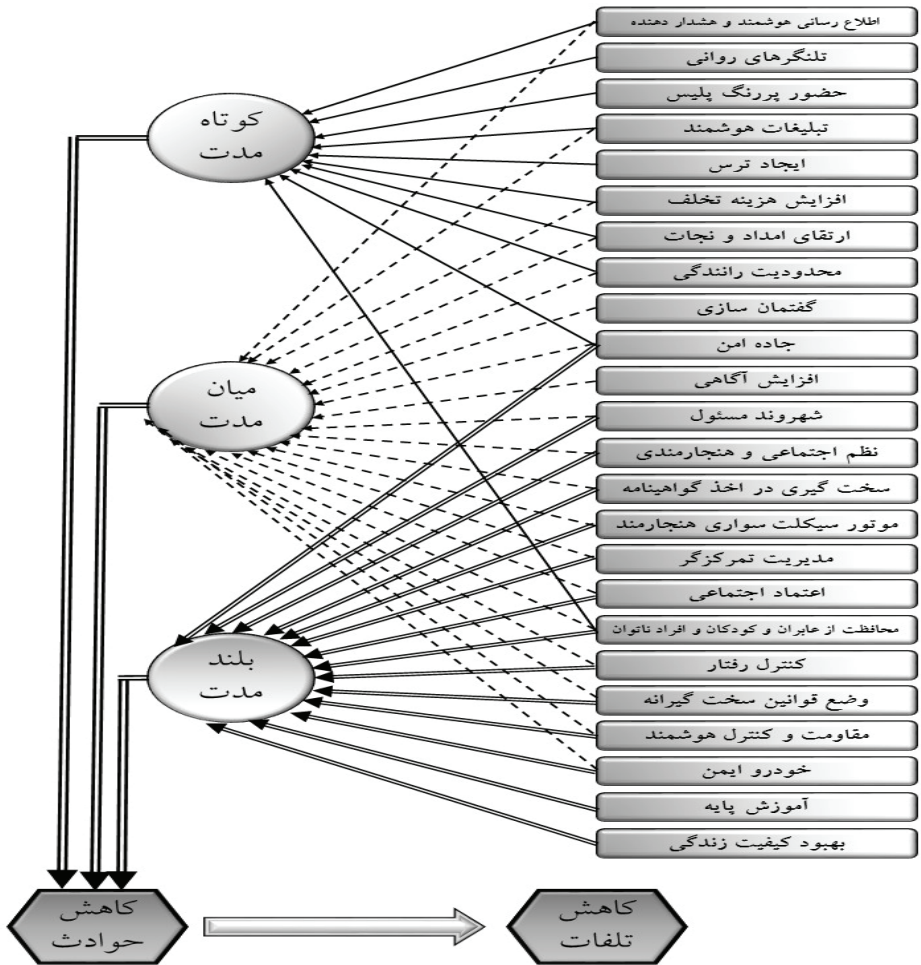 اطلاع رسانی هوشمند و هشدار دهنده
تلنگرهای روانی
حضور پررنگ پلیس
تبلیغات هوشمند
ایجاد ترس
افزایش هزینه تخلف
ارتقای امداد و نجات
محدودیت رانندگی
گفتمان سازی
جاده امن
افزایش آگاهی
شهروند مسئول
نظم اجتماعی و هنجارمندی
سخت گیری در اخذ گواهینامه
موتور سیکلت سواری هنجارمند
مدیریت تمرکزگر
اعتماد اجتماعی
محافظت از عابران و کودکان و افراد ناتوان
کنترل رفتار
وضع قوانین سخت گیرانه
مقاومت و کنترل هوشمند
خودرو ایمن
آموزش پایه
بهبود کیفیت زندگی
کوتاه
مدت
میان
مدت
بلند
مدت
کاهش
تلفات
کاهش
حوادث